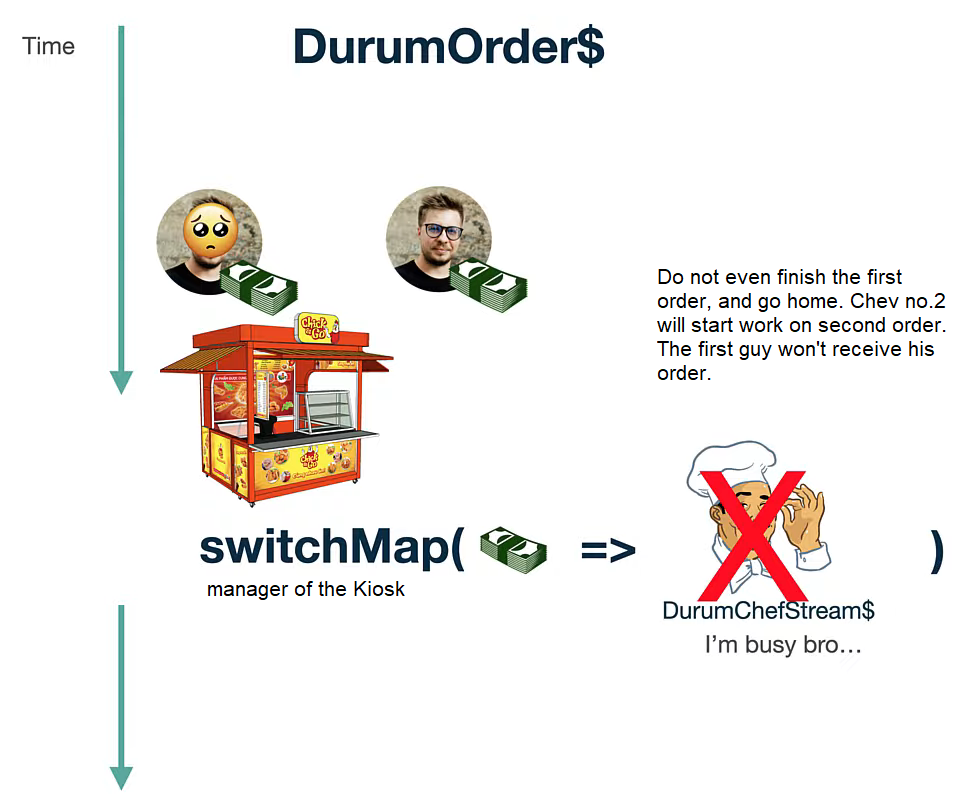 Time
DurumOrder$
Do not even finish the first
order, and go home. Chev no.2
will start work on second order.
The first guy won't receive his
order.
Chick
n Go
Chick
n Go
switchMap( => )
manager of the Kiosk
DurumChefStream$
I'm busy bro...